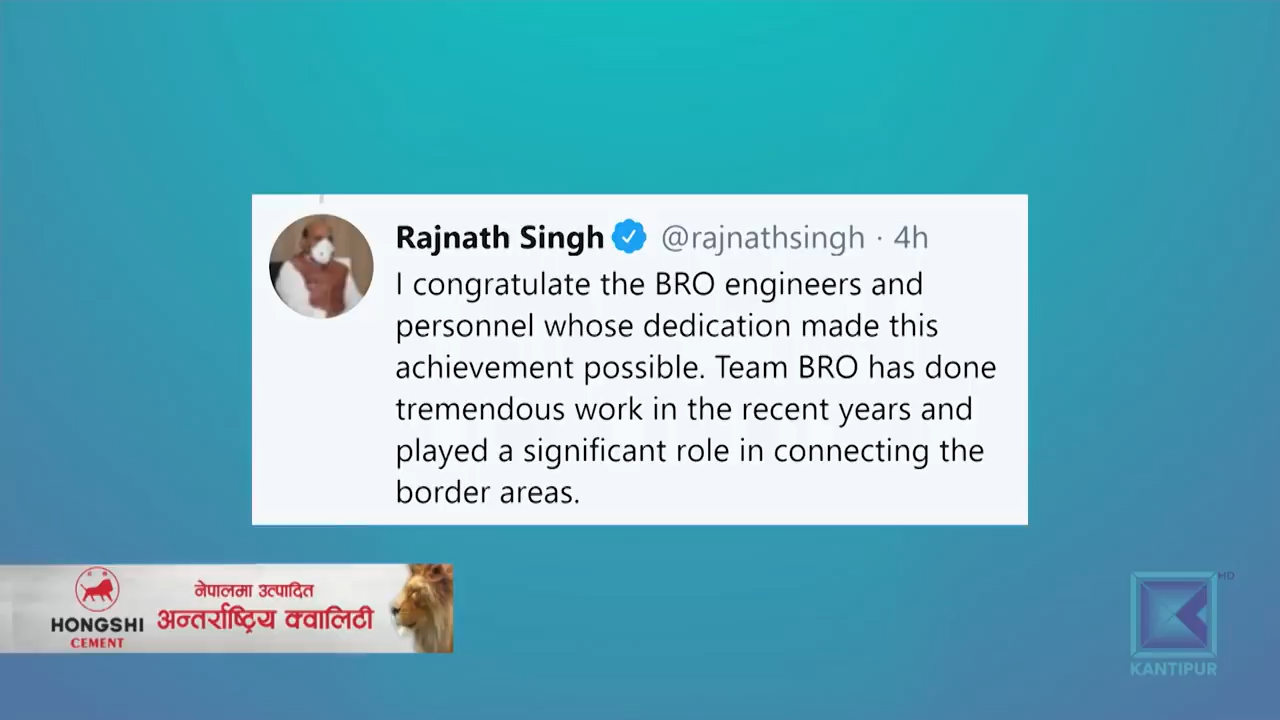 Rajnath Singh @rajnathsingh · 4h
I congratulate the BRO engineers and
personnel whose dedication made this
achievement possible. Team BRO has done
tremendous work in the recent years and
played a significant role in connecting the
border areas.
HONGSHI
CEMENT
नेपालमा उत्पादित
अन्तर्राष्ट्रिय क्वालिटी
HD
KANTIPUR